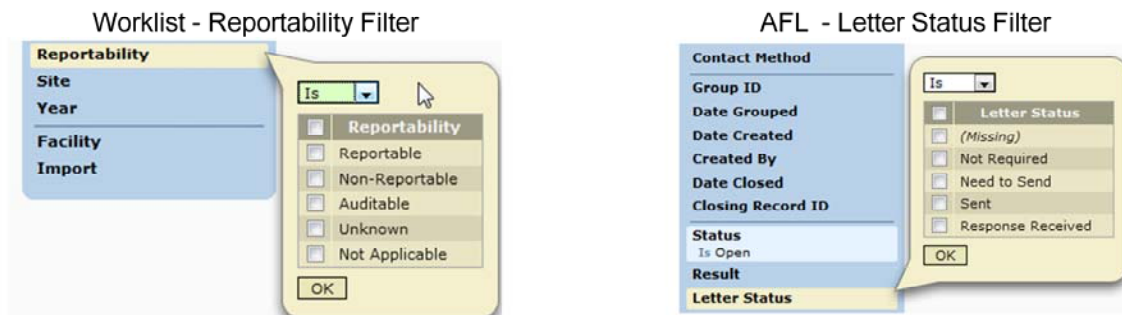 Worklist - Reportability Filter
Reportability
Site
Year
Facility
Import
Is
Reportability
Reportable
Non-Reportable
Auditable
Unknown
Not Applicable
OK
AFL - Letter Status Filter
Contact Method
Group ID
Date Grouped
Date Created
Created By
Date Closed
Closing Record ID
Status
Is Open
Result
Letter Status
Is
Letter Status
(Missing)
Not Required
Need to Send
Sent
Response Received
OK